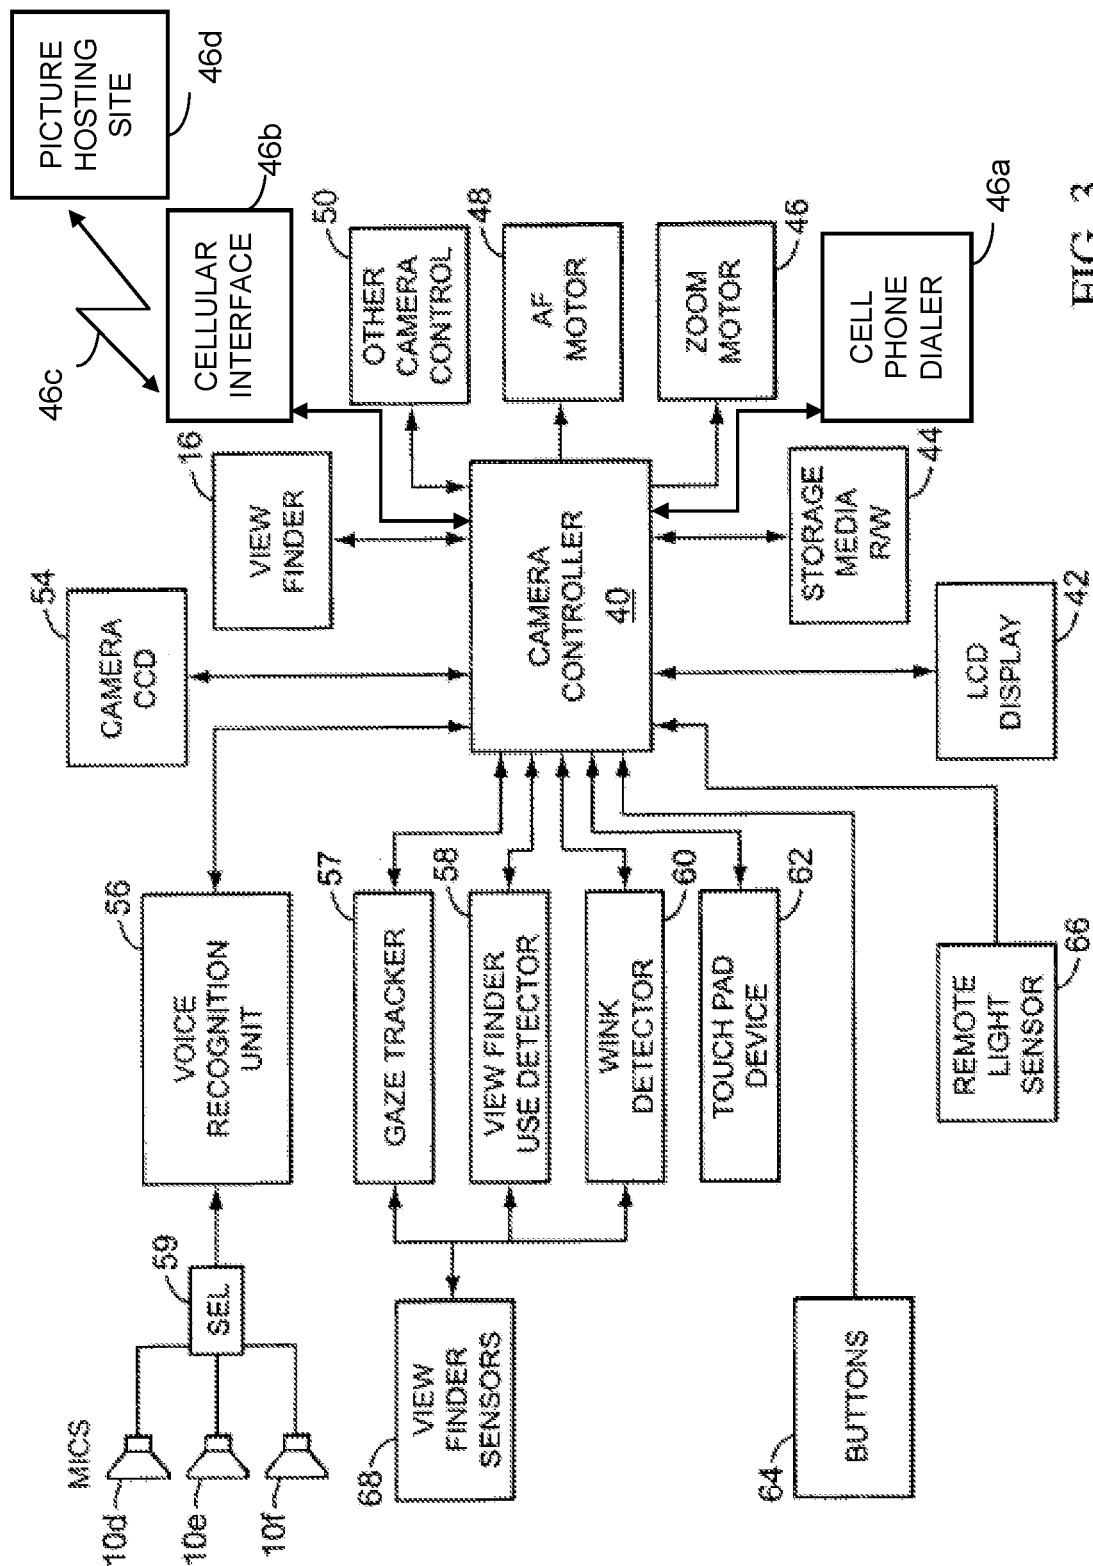 MICS
10d
10e
10f
SEL
59
VOICE
RECOGNITION
UNIT
56
CAMERA
CCD
54
VIEW
FINDER
16
CELLULAR
INTERFACE
46b
46c
PICTURE
HOSTING
SITE
46d
OTHER
CAMERA
CONTROL
50
AF
MOTOR
48
ZOOM
MOTOR
46
CELL
PHONE
DIALER
46a
CAMERA
CONTROLLER
40
GAZE TRACKER
57
VIEW FINDER
USE DETECTOR
58
WINK
DETECTOR
60
TOUCH PAD
DEVICE
62
VIEW
FINDER
SENSORS
68
BUTTONS
64
REMOTE
LIGHT
SENSOR
66
LCD
DISPLAY
42
STORAGE
MEDIA
R/W
44
FIG. 3